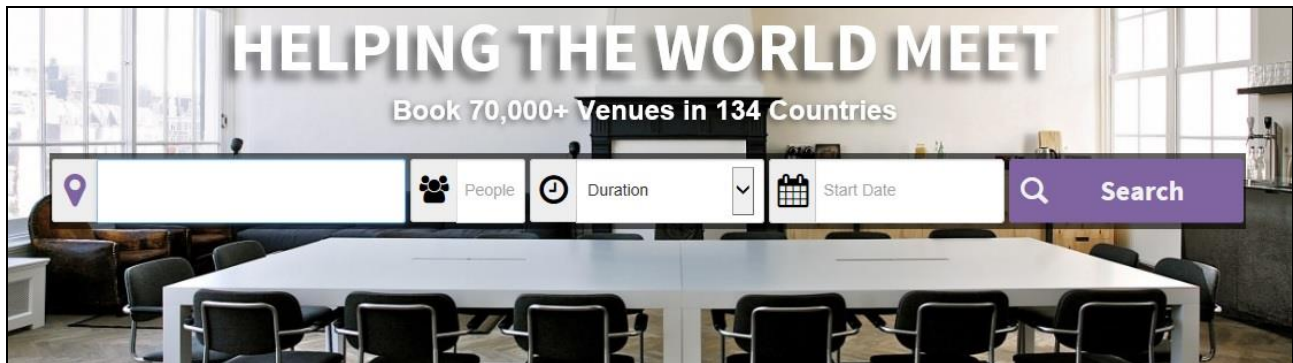 HELPING THE WORLD MEET
Book 70,000+ Venues in 134 Countries
People Duration Start Date Search